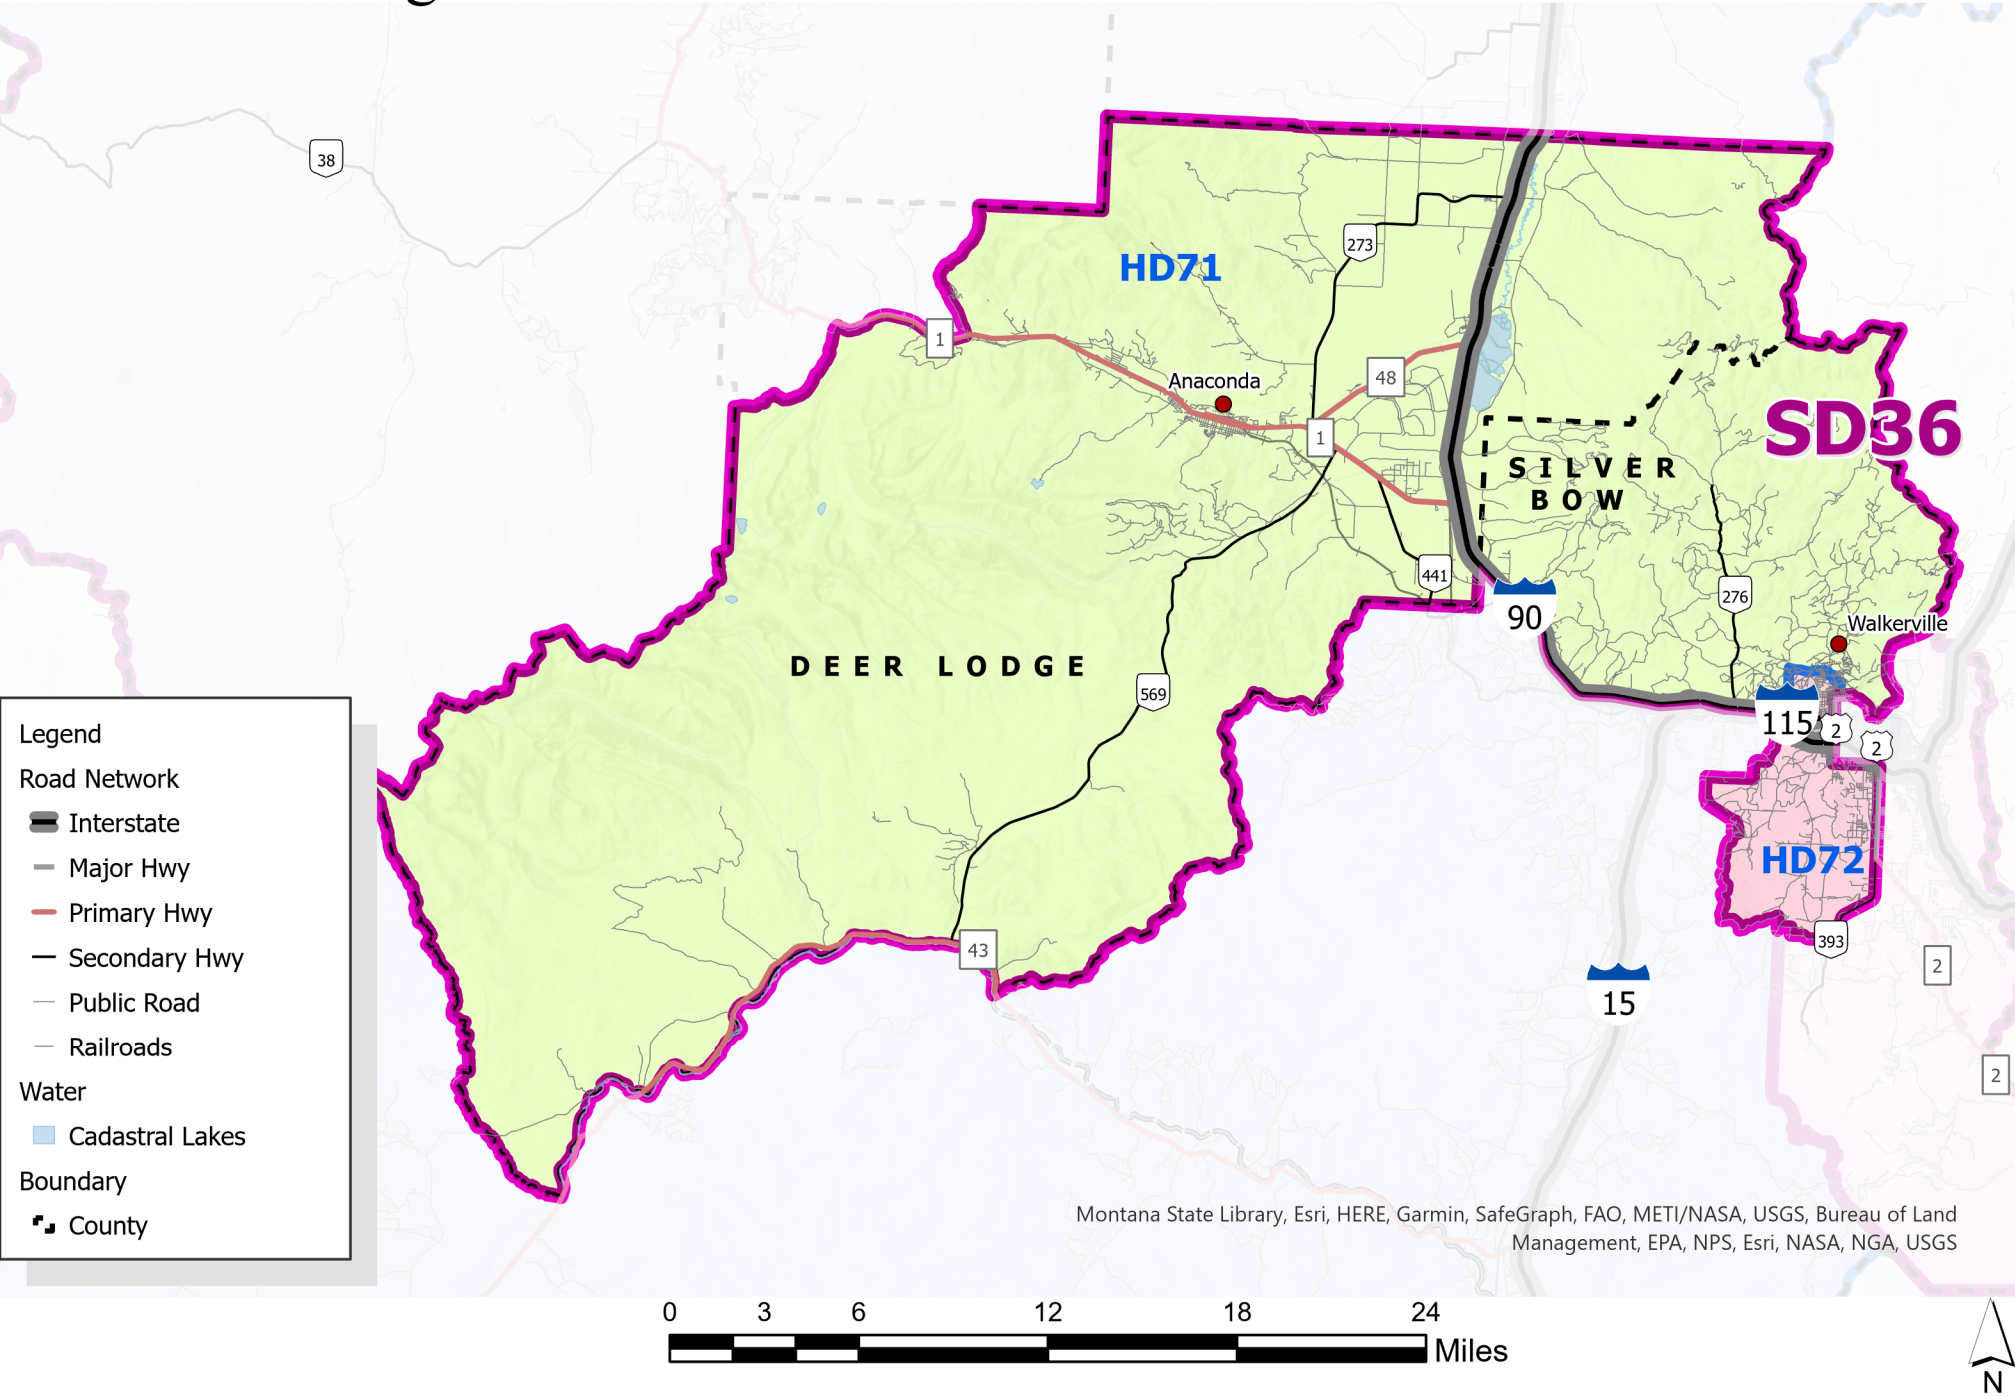 38
273
HD71
1
Anaconda
48
1
SD36
SILVER
BOW
441
90
276
Walkerville
DEER LODGE
569
115
2
2
HD72
43
393
2
15
2
Legend
Road Network
Interstate
Major Hwy
Primary Hwy
Secondary Hwy
Public Road
Railroads
Water
Cadastral Lakes
Boundary
County
Montana State Library, Esri, HERE, Garmin, SafeGraph, FAO, METI/NASA, USGS, Bureau of Land
Management, EPA, NPS, Esri, NASA, NGA, USGS
0 3 6 12 18 24
Miles
N